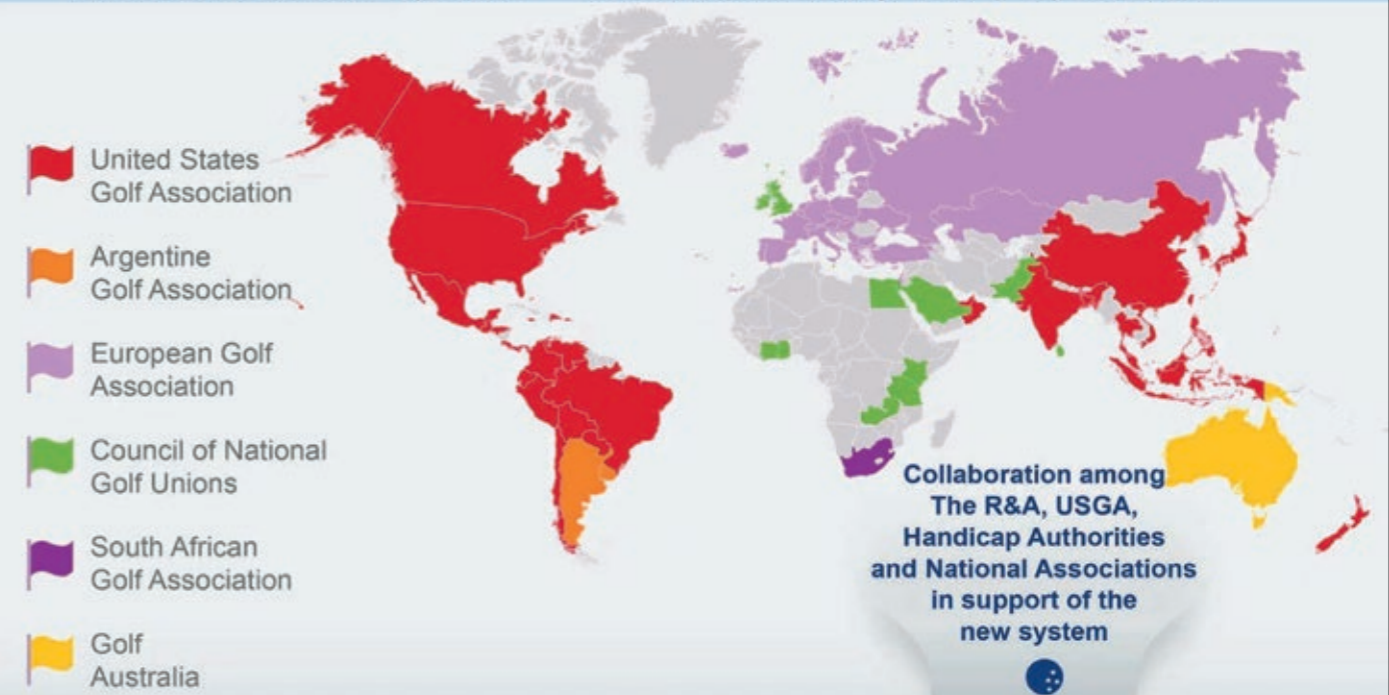 United States
Golf Association
Argentine
Golf Association
European Golf
Association
Council of National
Golf Unions
South African
Golf Association
Golf
Australia
Collaboration among
The R&A, USGA,
Handicap Authorities
and National Associations
in support of the
new system